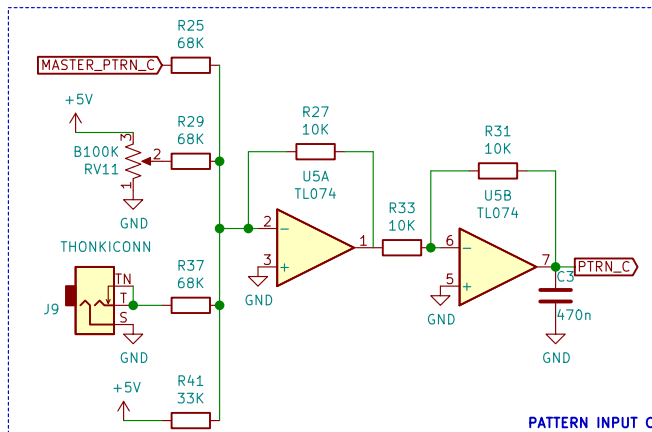 R25
68K
MASTER_PTRN_C
+5V
R29
68K
3
B100K
RV11
2
1
GND
R27
10K
U5A
TL074
2
−
3
+
1
GND
R33
10K
R31
10K
U5B
TL074
6
−
5
+
7
GND
PTRN_C
C3
470n
GND
THONKICONN
TN
T
S
J9
GND
R37
68K
+5V
R41
33K
PATTERN INPUT